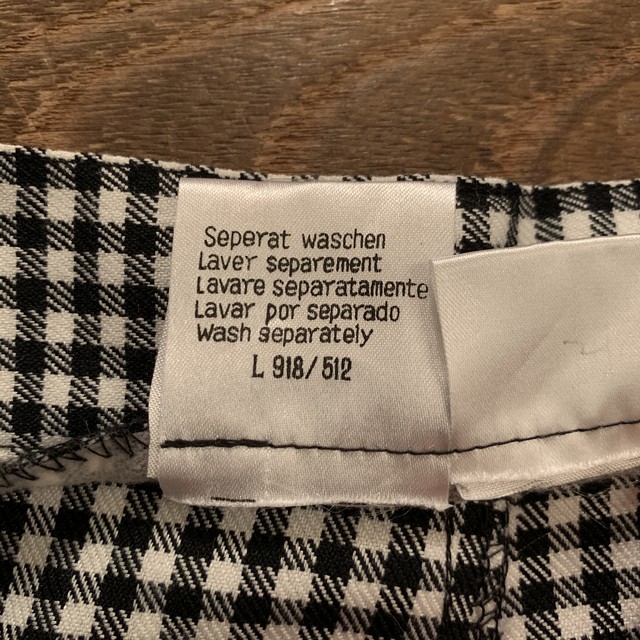 Seperat waschen
Laver separement
Lavare separatamente
Lavar por separado
Wash separately
L 918/512